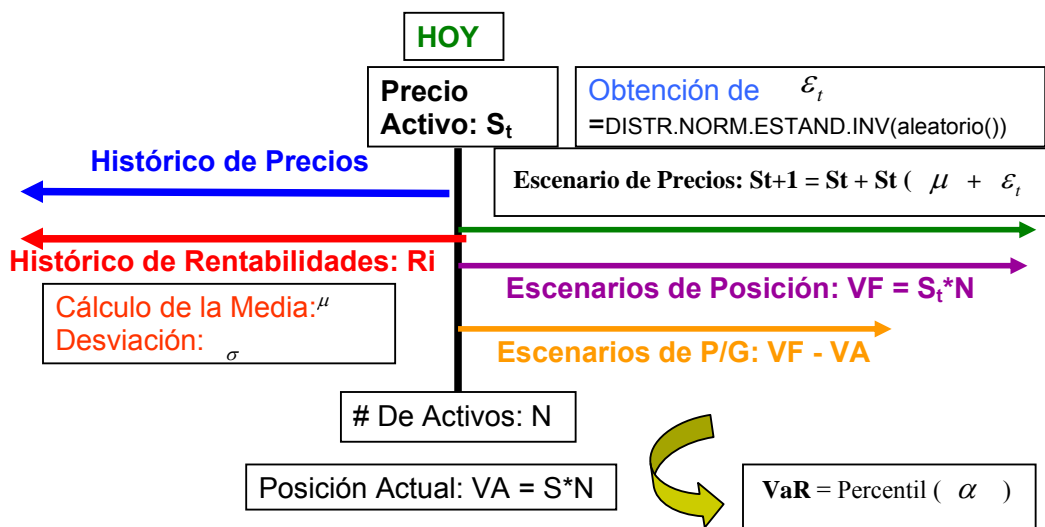 HOY
Precio
Activo: St
Obtención de εt
=DISTR.NORM.ESTAND.INV(aleatorio())
Histórico de Precios
Escenario de Precios: St+1 = St + St ( μ + εt
Histórico de Rentabilidades: Ri
Escenarios de Posición: VF = St*N
Cálculo de la Media: μ
Desviación: σ
Escenarios de P/G: VF - VA
# De Activos: N
Posición Actual: VA = S*N
VaR = Percentil ( α )